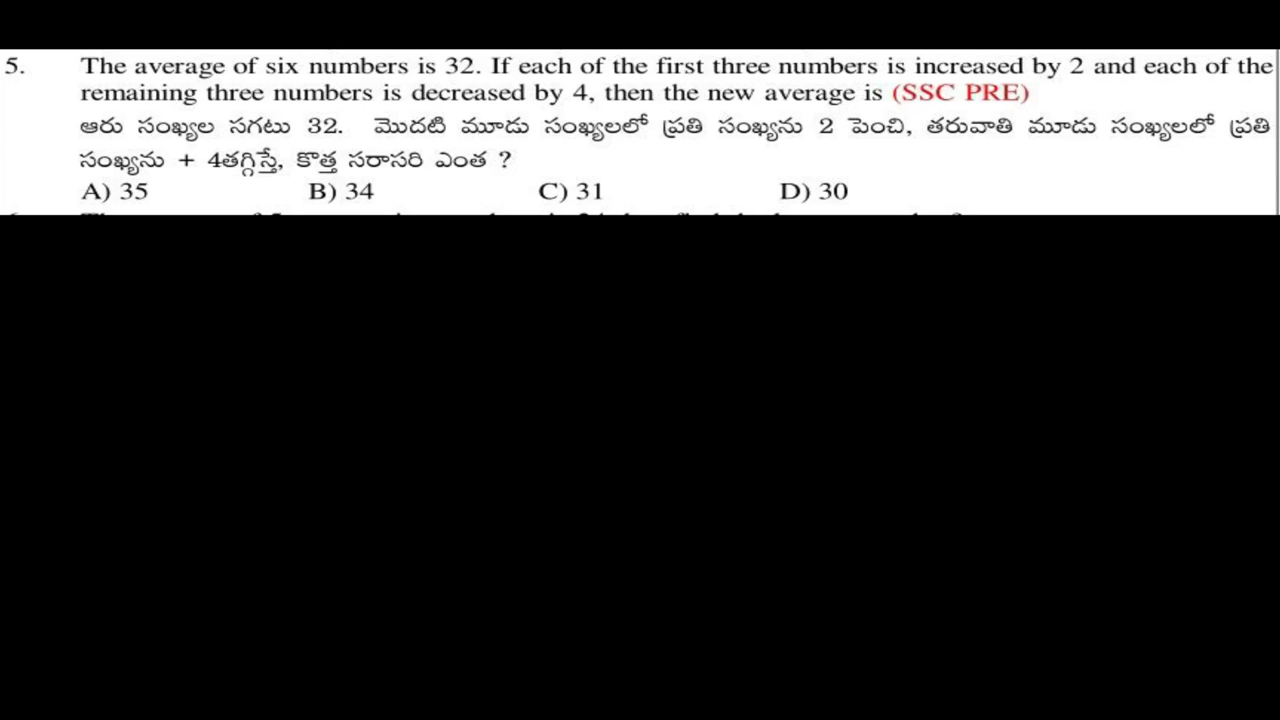 5. The average of six numbers is 32. If each of the first three numbers is increased by 2 and each of the
remaining three numbers is decreased by 4, then the new average is (SSC PRE)
ఆరు సంఖ్యల సగటు 32. మొదటి మూడు సంఖ్యలలో ప్రతి సంఖ్యను 2 పెంచి, తరువాతి మూడు సంఖ్యలలో ప్రతి
సంఖ్యను + 4తగ్గిస్తే, కొత్త సరాసరి ఎంత ?
A) 35 B) 34 C) 31 D) 30